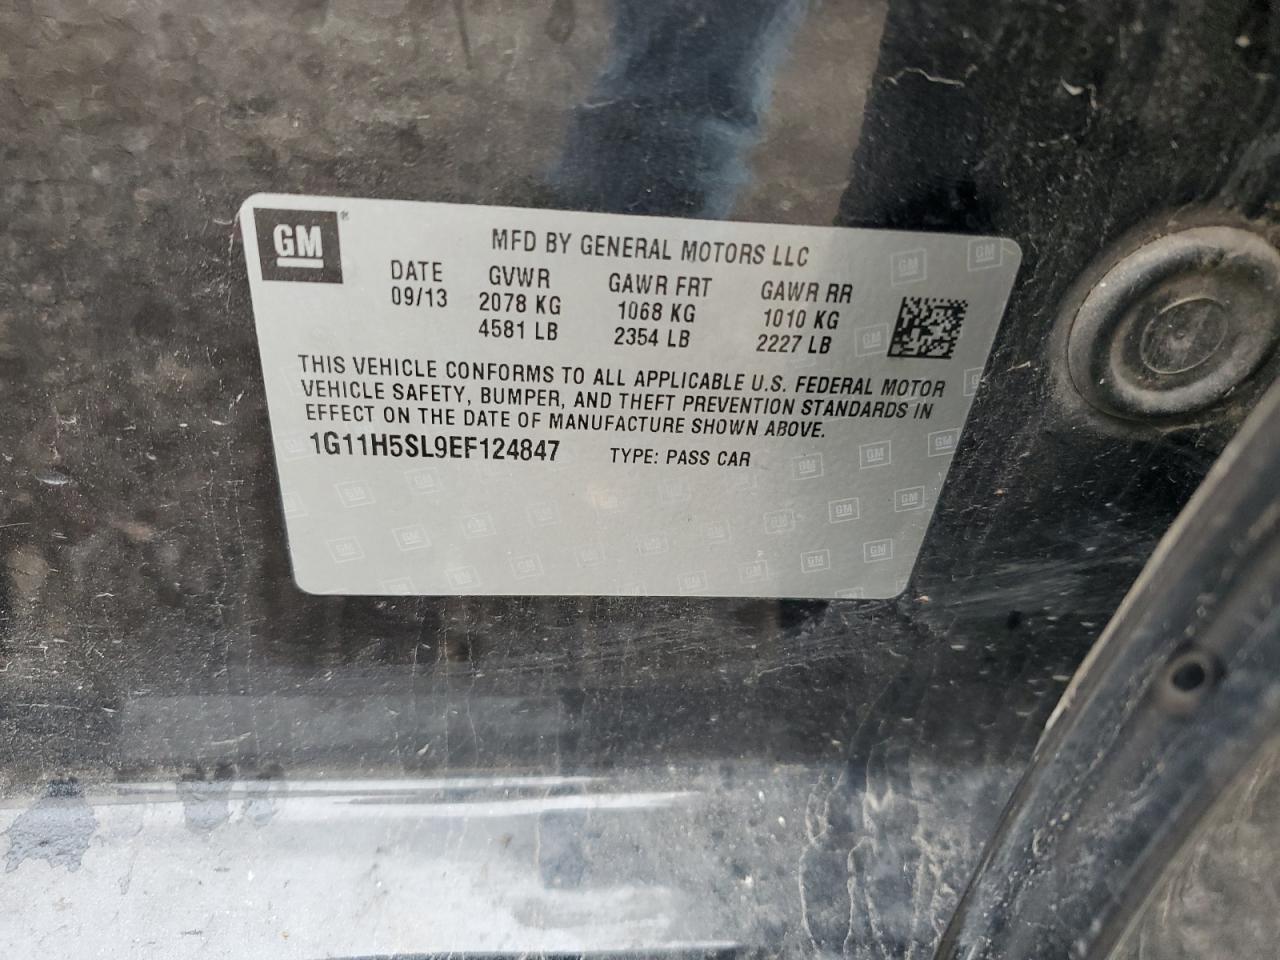 GM ®
MFD BY GENERAL MOTORS LLC
DATE GVWR GAWR FRT GAWR RR
09/13 2078 KG 1068 KG 1010 KG
4581 LB 2354 LB 2227 LB
THIS VEHICLE CONFORMS TO ALL APPLICABLE U.S. FEDERAL MOTOR
VEHICLE SAFETY, BUMPER, AND THEFT PREVENTION STANDARDS IN
EFFECT ON THE DATE OF MANUFACTURE SHOWN ABOVE.
1G11H5SL9EF124847 TYPE: PASS CAR